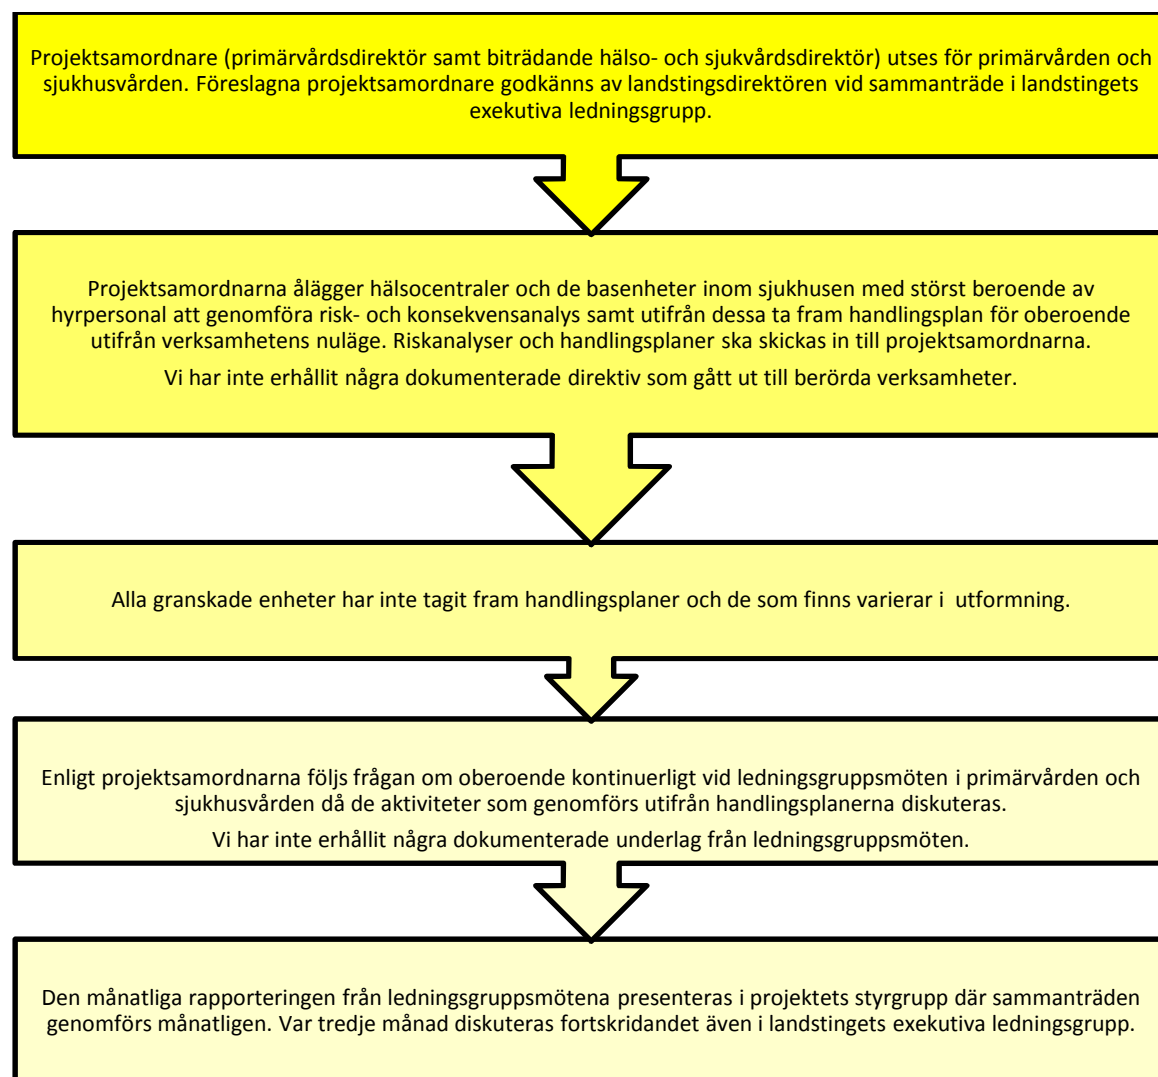 Projektsamordnare (primärvårdsdirektör samt biträdande hälso- och sjukvårdsdirektör) utses för primärvården och
sjukhusvården. Föreslagna projektsamordnare godkänns av landstingsdirektören vid sammanträde i landstingets
exekutiva ledningsgrupp.
Projektsamordnarna ålägger hälsocentraler och de basenheter inom sjukhusen med störst beroende av
hyrpersonal att genomföra risk- och konsekvensanalys samt utifrån dessa ta fram handlingsplan för oberoende
utifrån verksamhetens nuläge. Riskanalyser och handlingsplaner ska skickas in till projektsamordnarna.
Vi har inte erhållit några dokumenterade direktiv som gått ut till berörda verksamheter.
Alla granskade enheter har inte tagit fram handlingsplaner och de som finns varierar i utformning.
Enligt projektsamordnarna följs frågan om oberoende kontinuerligt vid ledningsgruppsmöten i primärvården och
sjukhusvården då de aktiviteter som genomförs utifrån handlingsplanerna diskuteras.
Vi har inte erhållit några dokumenterade underlag från ledningsgruppsmöten.
Den månatliga rapporteringen från ledningsgruppsmötena presenteras i projektets styrgrupp där sammanträden
genomförs månatligen. Var tredje månad diskuteras fortskridandet även i landstingets exekutiva ledningsgrupp.